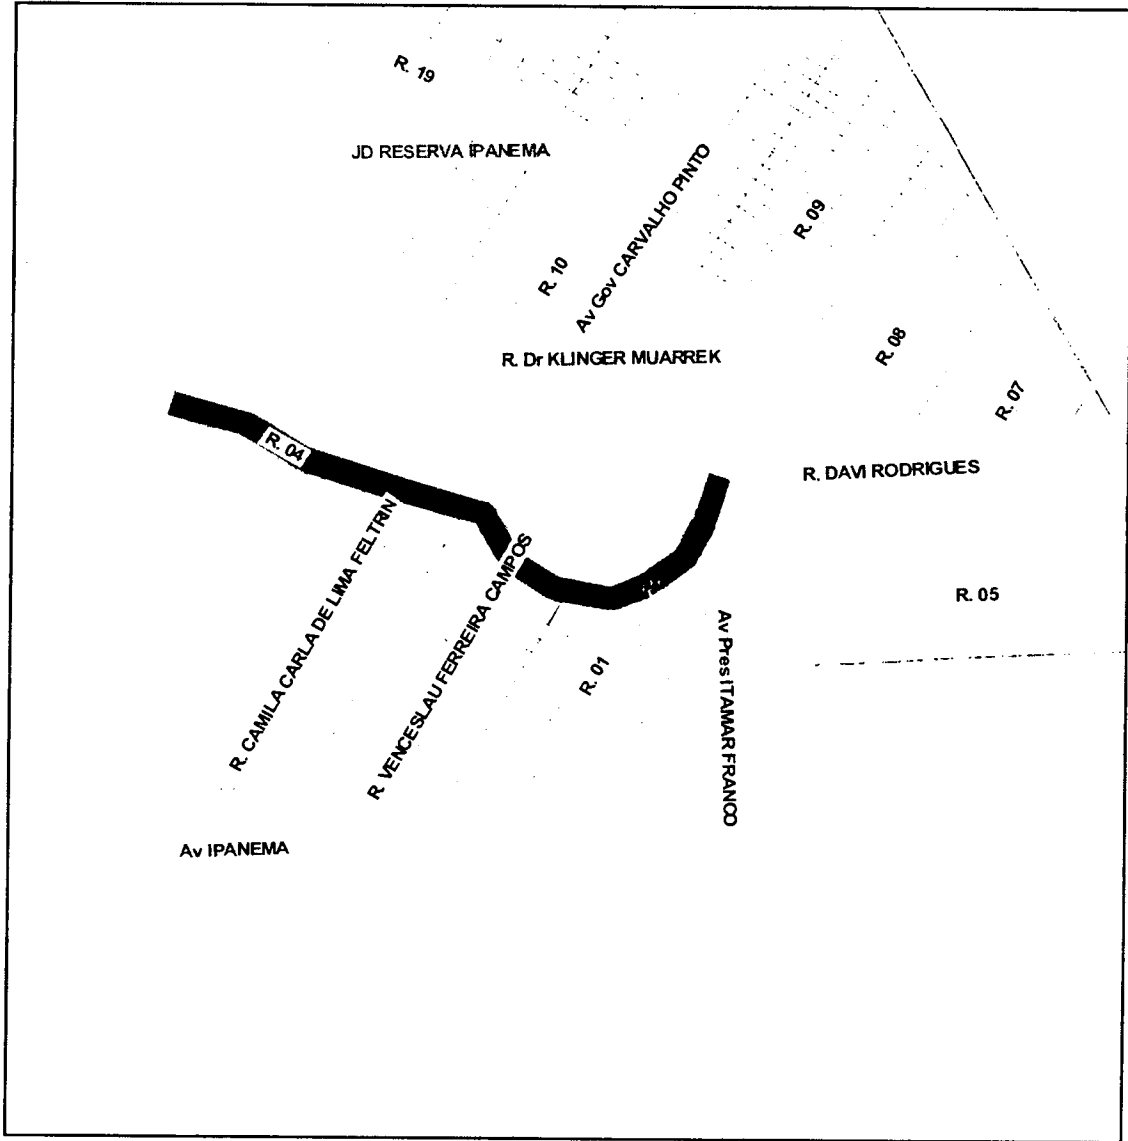 R. 19
JD RESERVA IPANEMA
Av Gov CARVALHO PINTO
R. 09
R. 10
R. Dr KLINGER MUARREK
R. 08
R. 07
R. 04
R. DAVI RODRIGUES
R. CAMILA CARLA DE LIMA FELTRIN
R. VENCESLAU FERREIRA CAMPOS
R. 05
R. 01
Av Pres ITAMAR FRANCO
Av IPANEMA